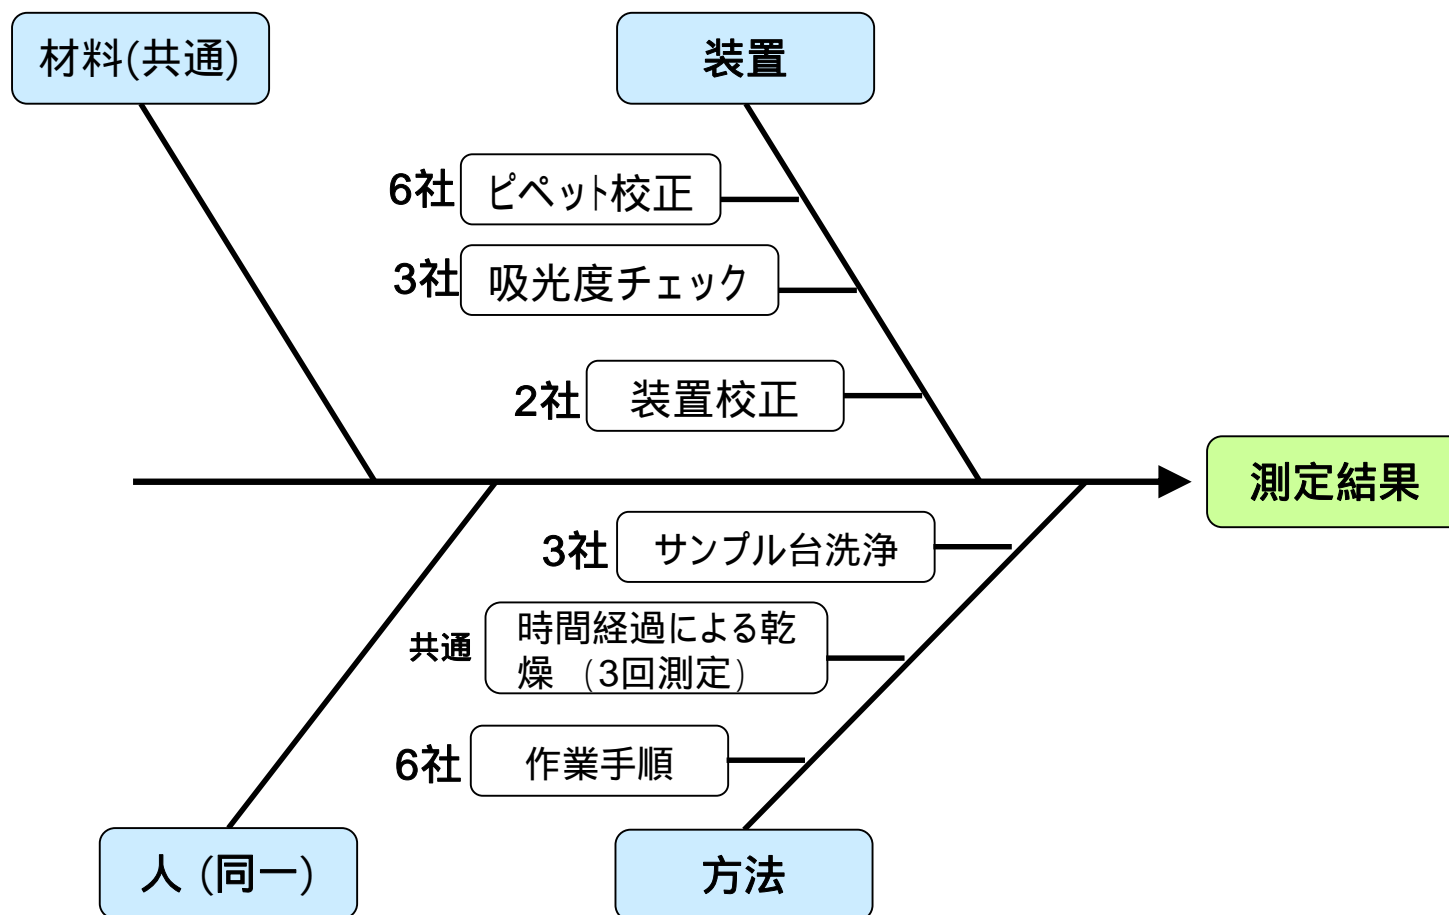 材料(共通)
装置
6社 ピペット校正
3社 吸光度チェック
2社 装置校正
測定結果
3社 サンプル台洗浄
共通 時間経過による乾
燥 (3回測定)
6社 作業手順
人 (同一)
方法